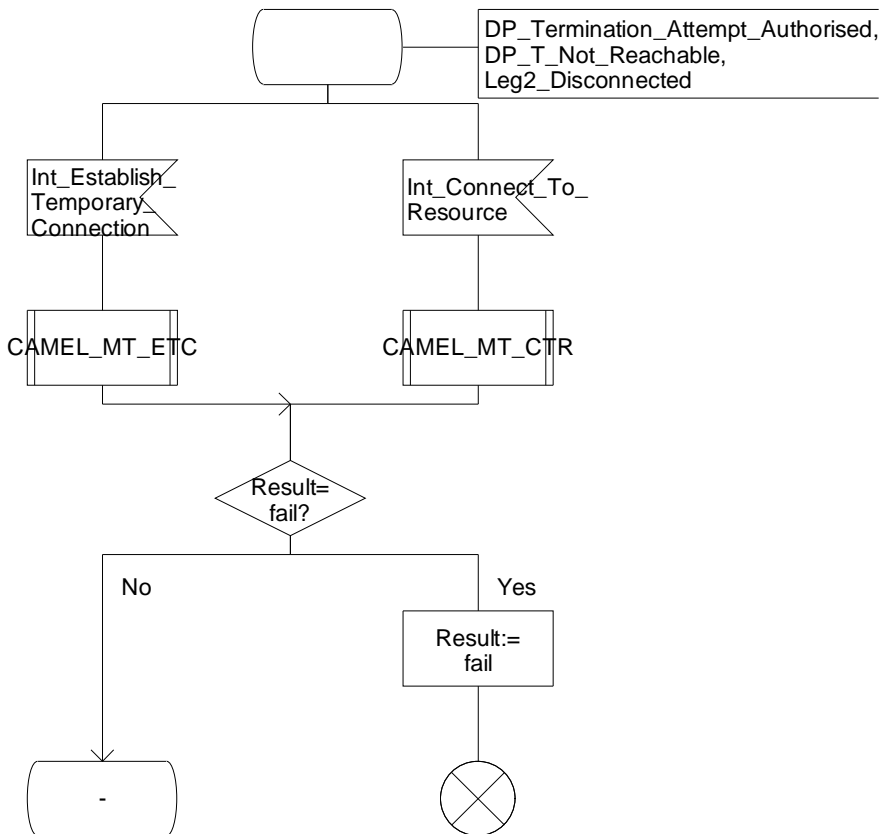 DP_Termination_Attempt_Authorised,
DP_T_Not_Reachable,
Leg2_Disconnected
Int_Establish_
Temporary_
Connection
Int_Connect_To_
Resource
CAMEL_MT_ETC
CAMEL_MT_CTR
Result=
fail?
No
Yes
Result:=
fail
-